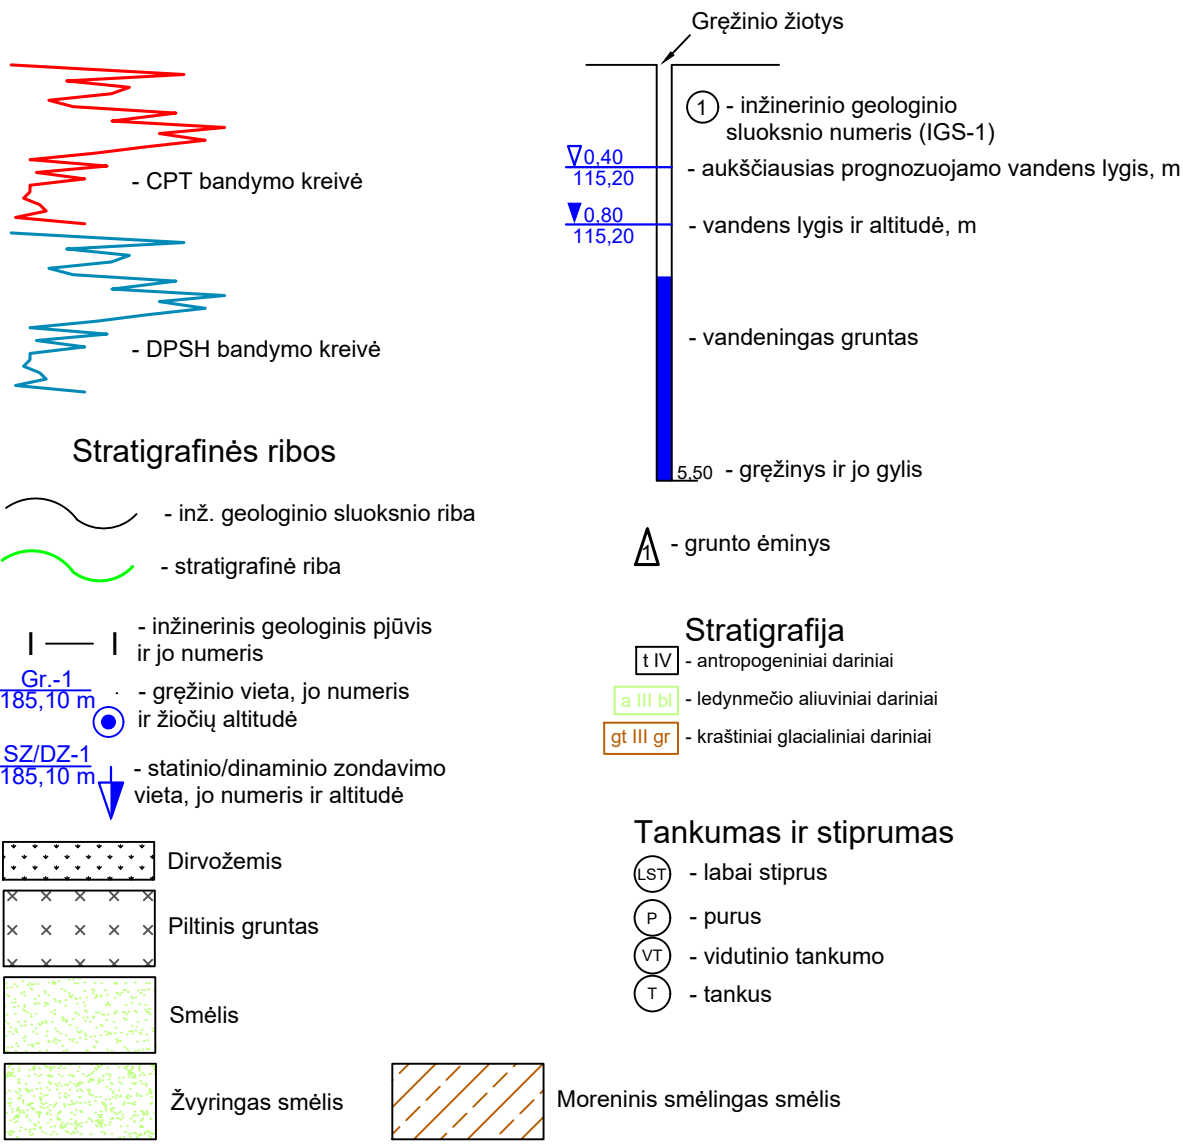 Gręžinio žiotys
1
- inžinerinio geologinio
sluoksnio numeris (IGS-1)
0,40
115,20
- aukščiausias prognozuojamo vandens lygis, m
0,80
115,20
- vandens lygis ir altitudė, m
- vandeningas gruntas
5,50
- gręžinys ir jo gylis
1
- grunto ėminys
- CPT bandymo kreivė
- DPSH bandymo kreivė
Stratigrafinės ribos
- inž. geologinio sluoksnio riba
- stratigrafinė riba
I
I
- inžinerinis geologinis pjūvis
ir jo numeris
Gr.-1
185,10 m
- gręžinio vieta, jo numeris
ir žiočių altitudė
SZ/DZ-1
185,10 m
- statinio/dinaminio zondavimo
vieta, jo numeris ir altitudė
Stratigrafija
t IV
- antropogeniniai dariniai
a III bl
- ledynmečio aliuviniai dariniai
gt III gr
- kraštiniai glacialiniai dariniai
Tankumas ir stiprumas
LST
- labai stiprus
P
- purus
VT
- vidutinio tankumo
T
- tankus
Dirvožemis
Piltinis gruntas
Smėlis
Žvyringas smėlis
Moreninis smėlingas smėlis